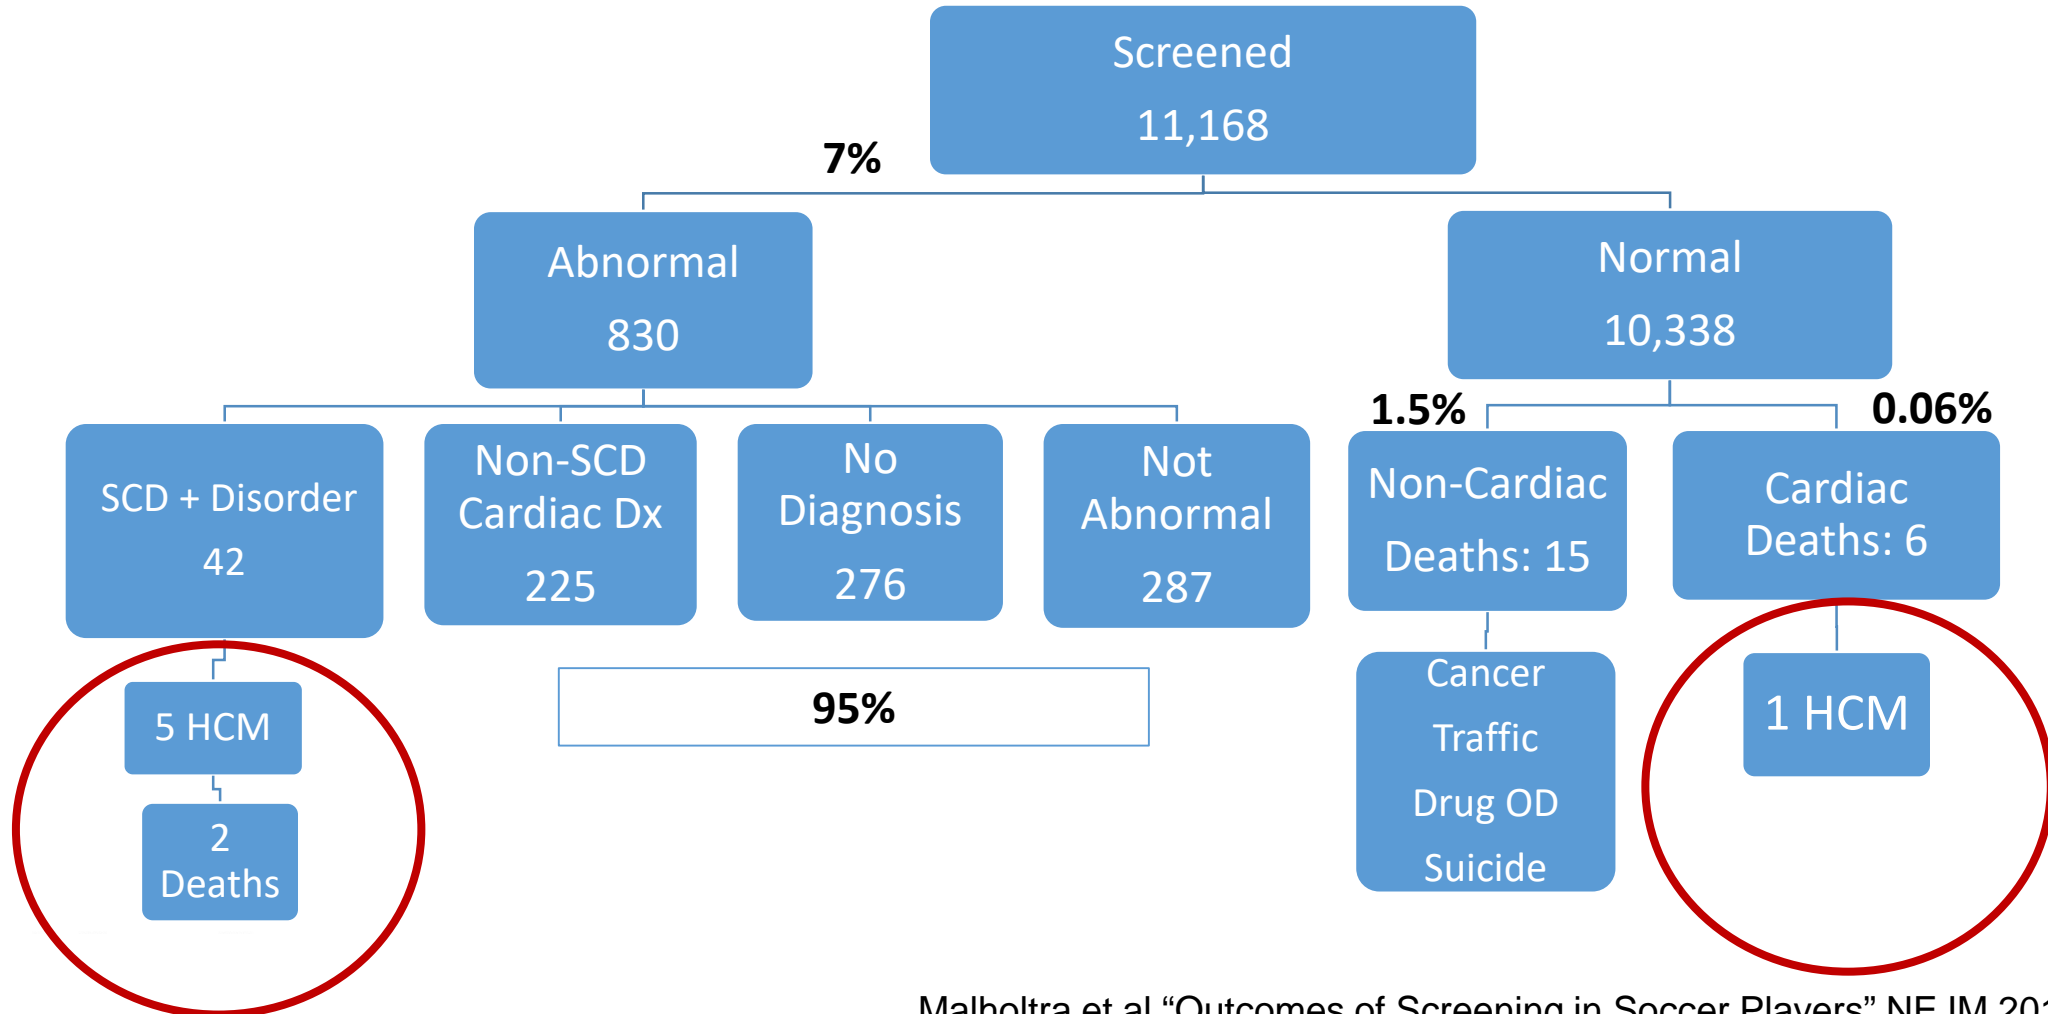 Screened
11,168
7%
Abnormal
830
Normal
10,338
1.5%
0.06%
SCD + Disorder
42
Non-SCD
Cardiac Dx
225
No
Diagnosis
276
Not
Abnormal
287
Non-Cardiac
Deaths: 15
Cardiac
Deaths: 6
5 HCM
2
Deaths
95%
Cancer
Traffic
Drug OD
Suicide
1 HCM
Malholtra et al “Outcomes of Screening in Soccer Players” NEJM